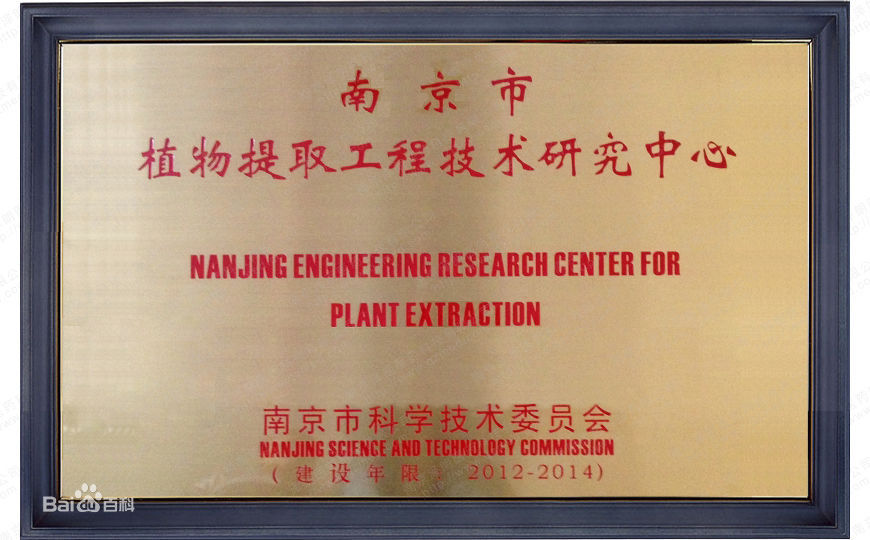 南京市
植物提取工程技术研究中心
NANJING ENGINEERING RESEARCH CENTER FOR
PLANT EXTRACTION
南京市科学技术委员会
NANJING SCIENCE AND TECHNOLOGY COMMISSION
(建设年限:2012-2014)
Baidu百科